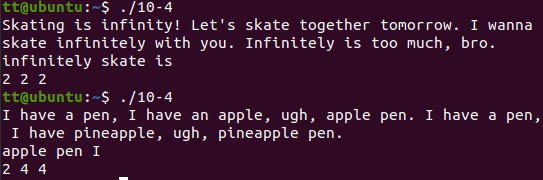 tt@ubuntu:~$ ./10-4
Skating is infinity! Let's skate together tomorrow. I wanna
skate infinitely with you. Infinitely is too much, bro.
infinitely skate is
2 2 2
tt@ubuntu:~$ ./10-4
I have a pen, I have an apple, ugh, apple pen. I have a pen,
 I have pineapple, ugh, pineapple pen.
apple pen I
2 4 4